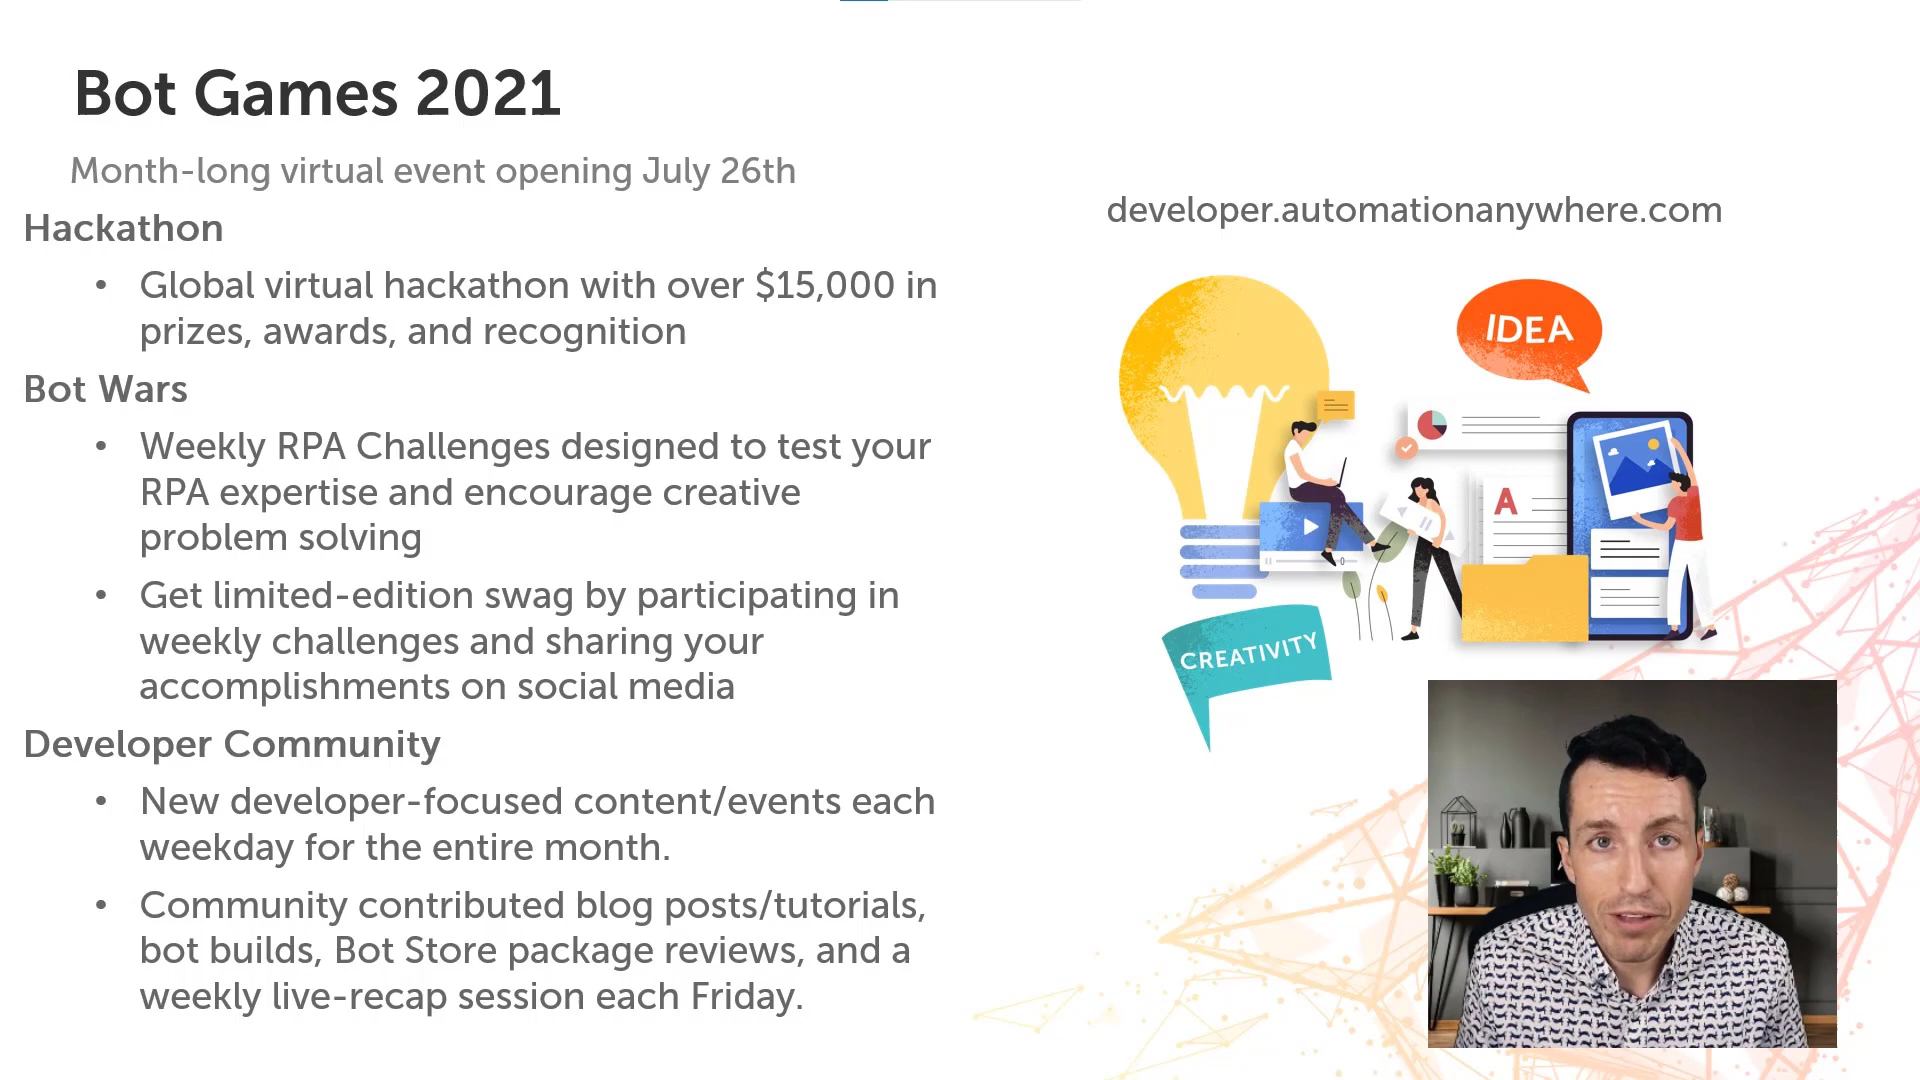 Bot Games 2021
Month-long virtual event opening July 26th
Hackathon
• Global virtual hackathon with over $15,000 in
prizes, awards, and recognition
Bot Wars
• Weekly RPA Challenges designed to test your
RPA expertise and encourage creative
problem solving
• Get limited-edition swag by participating in
weekly challenges and sharing your
accomplishments on social media
Developer Community
• New developer-focused content/events each
weekday for the entire month.
• Community contributed blog posts/tutorials,
bot builds, Bot Store package reviews, and a
weekly live-recap session each Friday.
developer.automationanywhere.com
IDEA
A
CREATIVITY